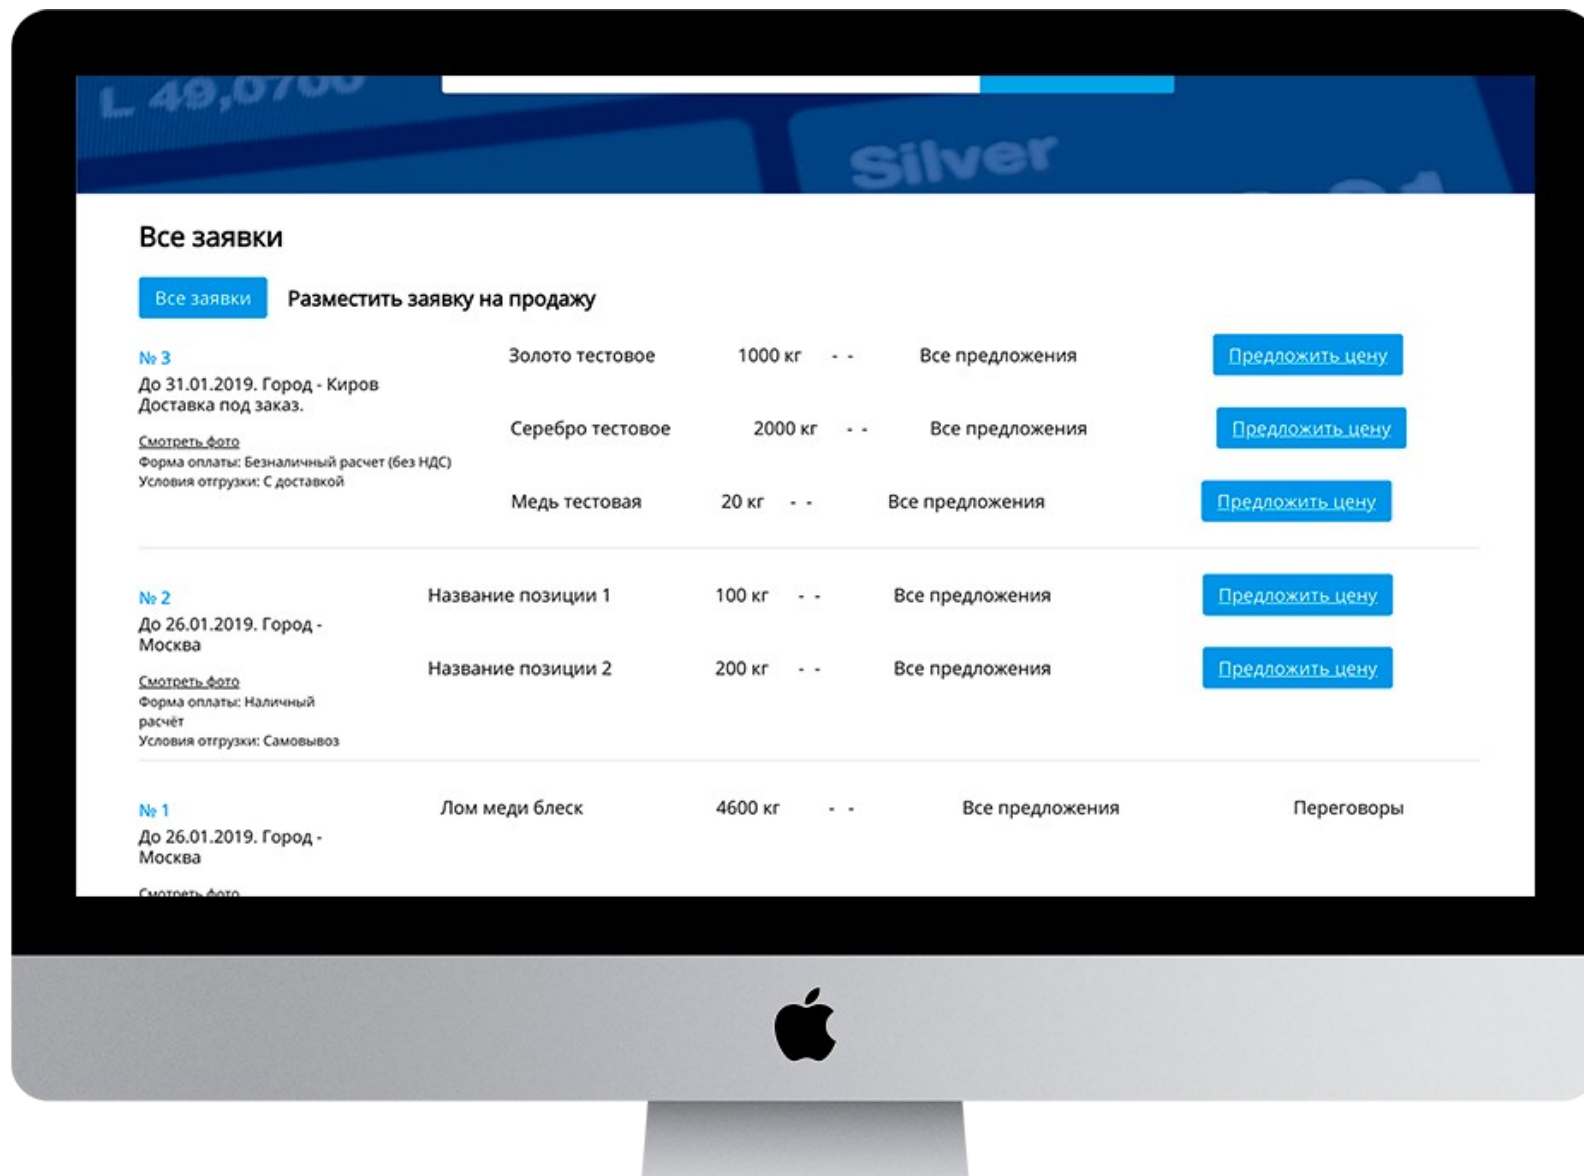 L 49,0700
Silver
Все заявки
Все заявки Разместить заявку на продажу
№ 3
До 31.01.2019. Город - Киров
Доставка под заказ.
Смотреть фото
Форма оплаты: Безналичный расчет (без НДС)
Условия отгрузки: С доставкой
Золото тестовое 1000 кг - - Все предложения Предложить цену
Серебро тестовое 2000 кг - - Все предложения Предложить цену
Медь тестовая 20 кг - - Все предложения Предложить цену
№ 2
До 26.01.2019. Город -
Москва
Смотреть фото
Форма оплаты: Наличный
расчёт
Условия отгрузки: Самовывоз
Название позиции 1 100 кг - - Все предложения Предложить цену
Название позиции 2 200 кг - - Все предложения Предложить цену
№ 1
До 26.01.2019. Город -
Москва
Смотреть фото
Лом меди блеск 4600 кг - - Все предложения Переговоры